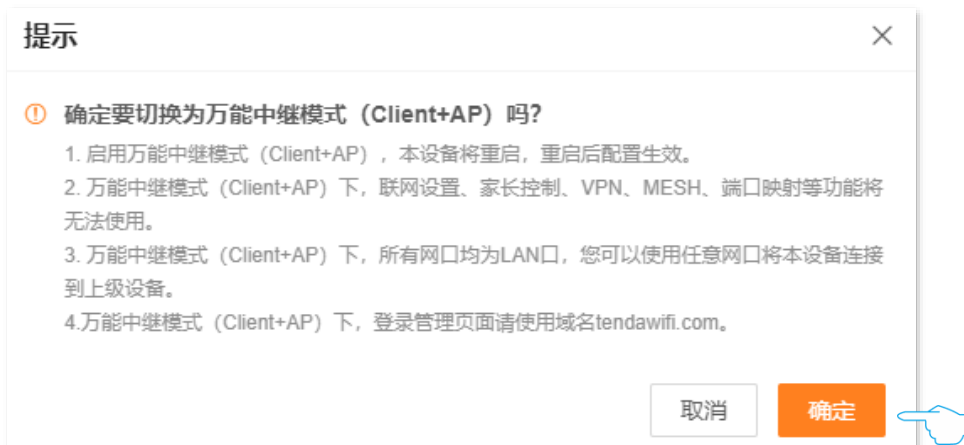 提示
确定要切换为万能中继模式（Client+AP）吗？
1. 启用万能中继模式（Client+AP），本设备将重启，重启后配置生效。
2. 万能中继模式（Client+AP）下，联网设置、家长控制、VPN、MESH、端口映射等功能将
无法使用。
3. 万能中继模式（Client+AP）下，所有网口均为LAN口，您可以使用任意网口将本设备连接
到上级设备。
4.万能中继模式（Client+AP）下，登录管理页面请使用域名tendawifi.com。
取消
确定